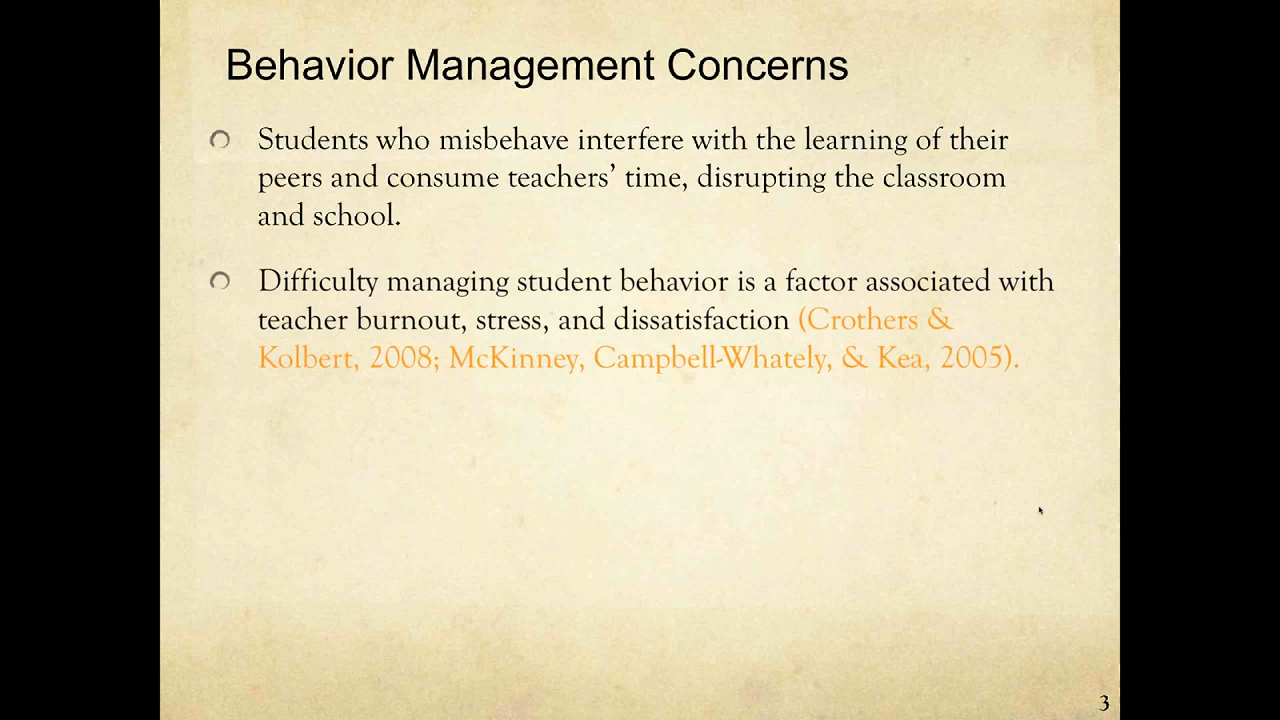 Behavior Management Concerns
Students who misbehave interfere with the learning of their
peers and consume teachers’ time, disrupting the classroom
and school.
Difficulty managing student behavior is a factor associated with
teacher burnout, stress, and dissatisfaction (Crothers &
Kolbert, 2008; McKinney, Campbell-Whately, & Kea, 2005).
3